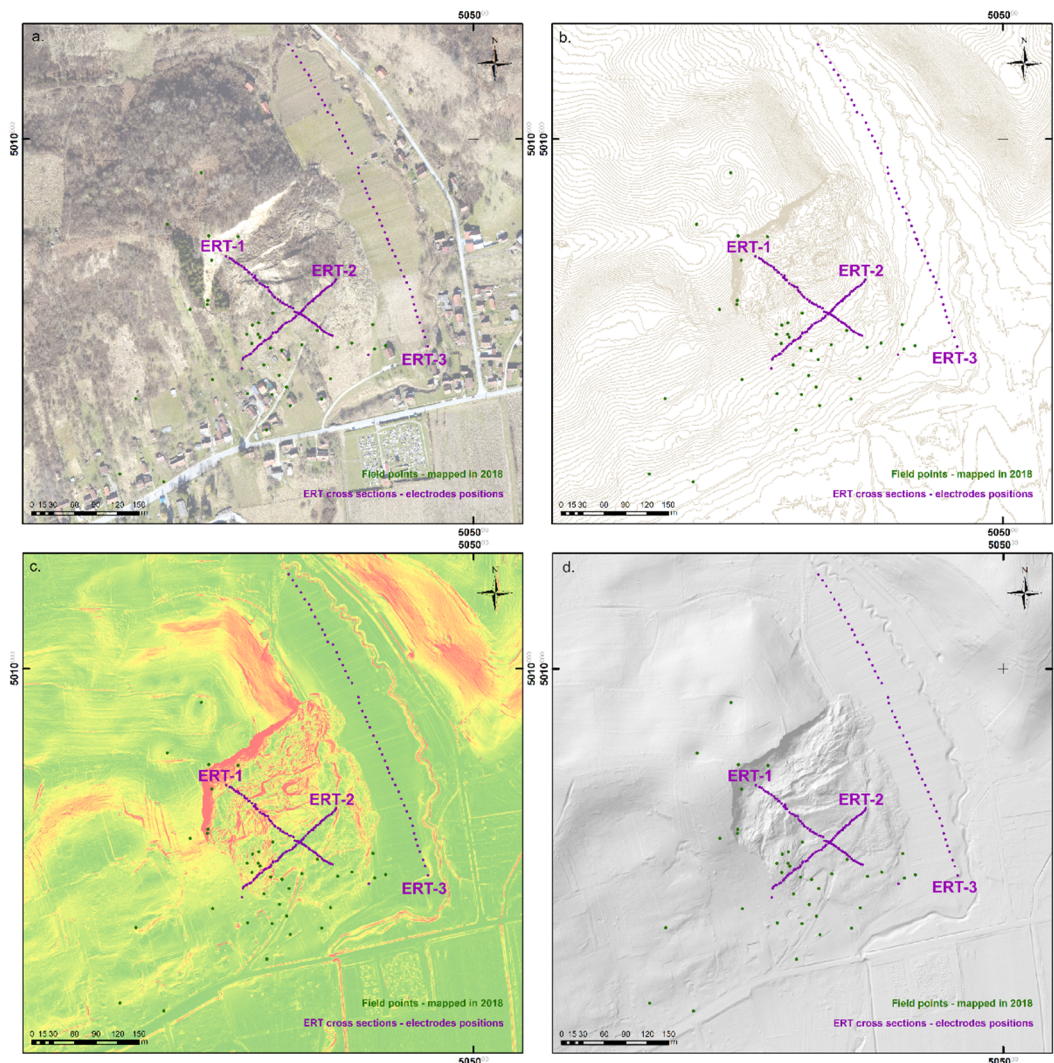 5050
a.
N
5010
ERT-1
ERT-2
ERT-3
Field points - mapped in 2018
ERT cross sections - electrodes positions
0 15 30 60 90 120 150
m
5050
b.
N
5010
ERT-1
ERT-2
ERT-3
Field points - mapped in 2018
ERT cross sections - electrodes positions
0 15 30 60 90 120 150
m
5050
5050
c.
N
5010
ERT-1
ERT-2
ERT-3
Field points - mapped in 2018
ERT cross sections - electrodes positions
0 15 30 60 90 120 150
m
5050
5050
5050
d.
N
5010
ERT-1
ERT-2
ERT-3
Field points - mapped in 2018
ERT cross sections - electrodes positions
0 15 30 60 90 120 150
m
5050